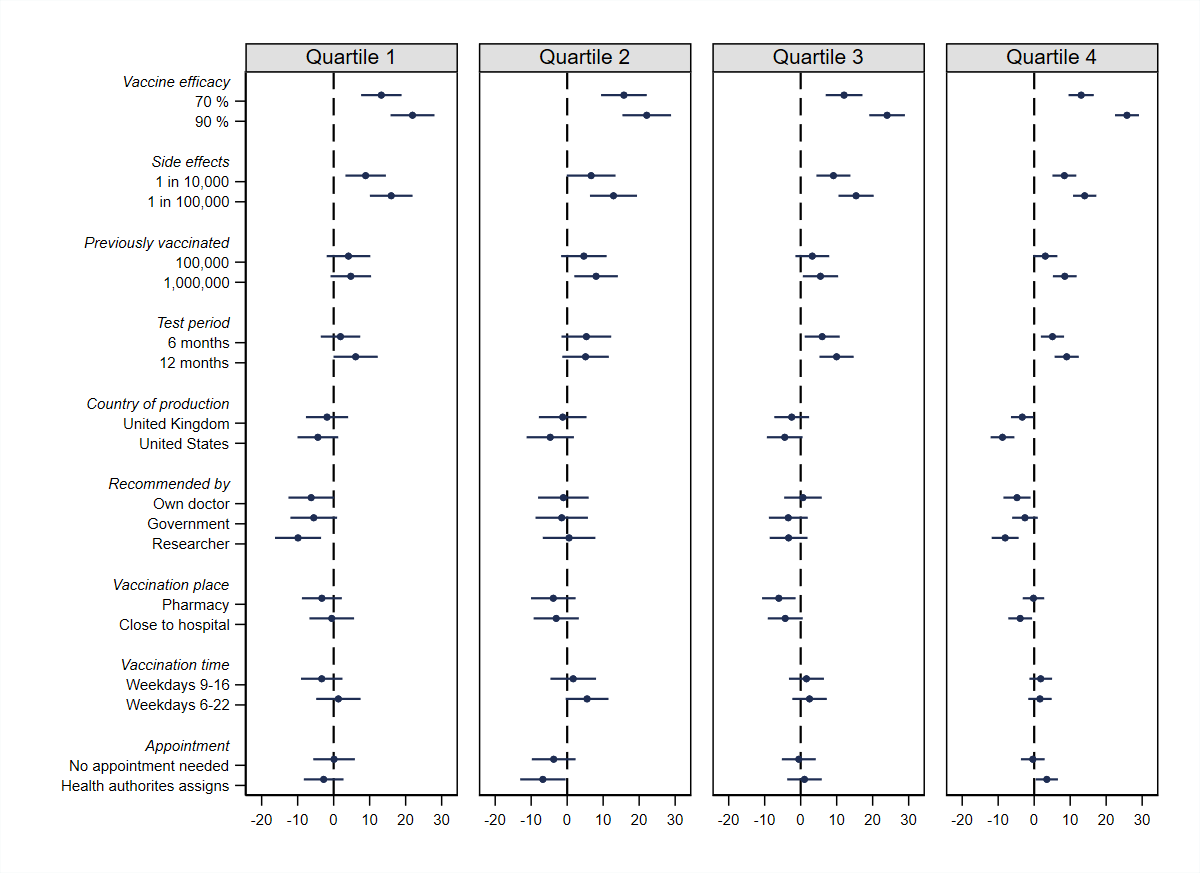 Quartile 1 Quartile 2 Quartile 3 Quartile 4
Vaccine efficacy
70 %
90 %
Side effects
1 in 10,000
1 in 100,000
Previously vaccinated
100,000
1,000,000
Test period
6 months
12 months
Country of production
United Kingdom
United States
Recommended by
Own doctor
Government
Researcher
Vaccination place
Pharmacy
Close to hospital
Vaccination time
Weekdays 9-16
Weekdays 6-22
Appointment
No appointment needed
Health authorites assigns
-20 -10 0 10 20 30 -20 -10 0 10 20 30 -20 -10 0 10 20 30 -20 -10 0 10 20 30